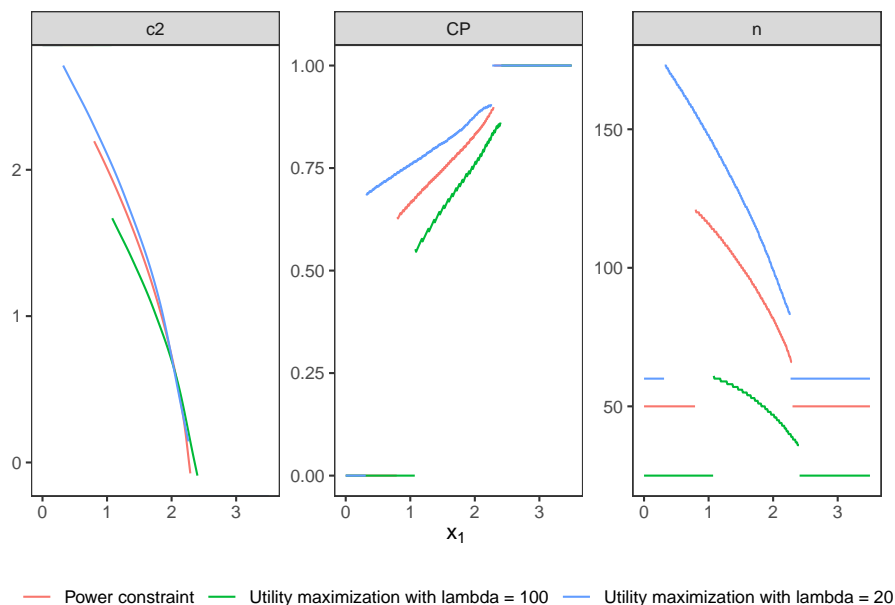 c2
CP
n
2
1
0
1.00
0.75
0.50
0.25
0.00
150
100
50
0 1 2 3
0 1 2 3
0 1 2 3
x1
Power constraint
Utility maximization with lambda = 100
Utility maximization with lambda = 20